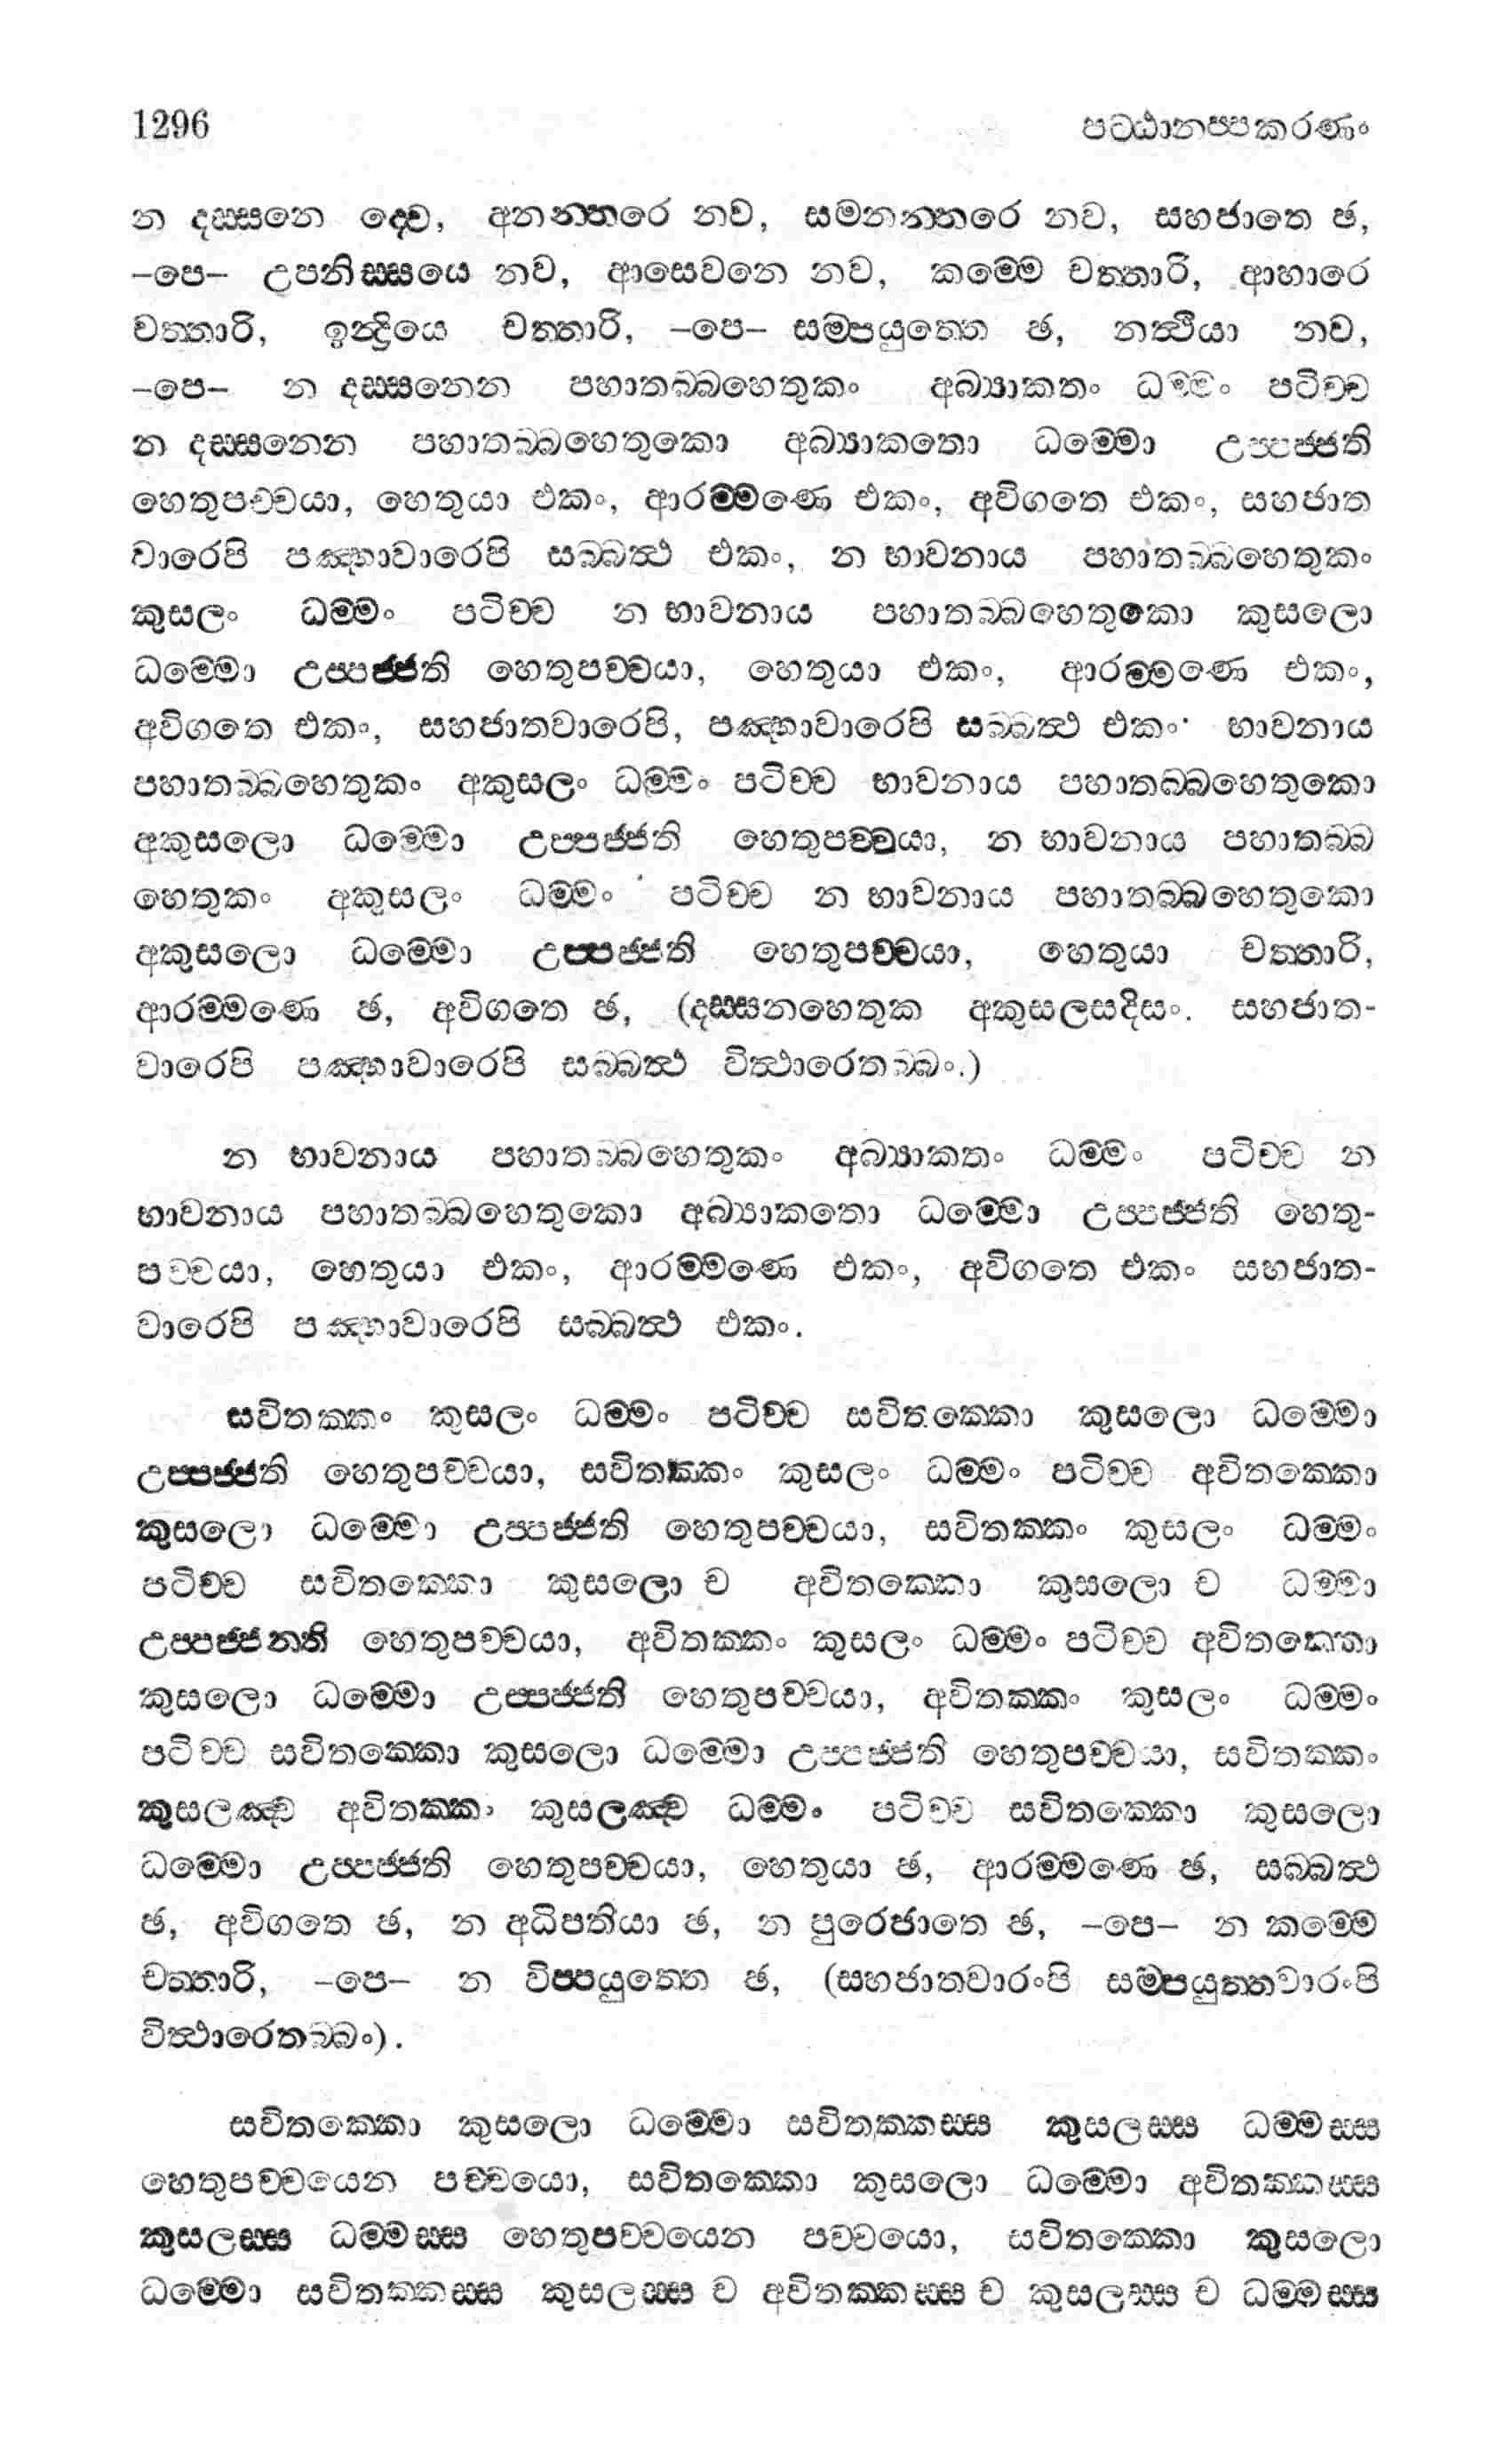 1296 පට්ඨානප්පකරණං
න දස්සනෙ ද්වෙ, අනන්තරෙ නව, සමනන්තරෙ නව, සහජාතෙ ඡ,
–පෙ– උපනිස්සයෙ නව, ආසෙවනෙ නව, කම්මෙ චත්තාරි, ආහාරෙ
චත්තාරි, ඉන්ද්‍රියෙ චත්තාරි, –පෙ– සම්පයුත්තෙ ඡ, නත්ථියා නව,
–පෙ– න දස්සනෙන පහාතබ්බහෙතුකං අබ්‍යාකතං ධම්මං පටිච්ච
න දස්සනෙන පහාතබ්බහෙතුකො අබ්‍යාකතො ධම්මො උප්පජ්ජති
හෙතුපච්චයා, හෙතුයා එකං, ආරම්මණෙ එකං, අවිගතෙ එකං, සහජාත
වාරෙපි පඤ්හාවාරෙපි සබ්බත්ථ එකං, න භාවනාය පහාතබ්බහෙතුකං
කුසලං ධම්මං පටිච්ච න භාවනාය පහාතබ්බහෙතුකො කුසලො
ධම්මො උප්පජ්ජති හෙතුපච්චයා, හෙතුයා එකං, ආරම්මණෙ එකං,
අවිගතෙ එකං, සහජාතවාරෙපි, පඤ්හාවාරෙපි සබ්බත්ථ එකං· භාවනාය
පහාතබ්බහෙතුකං අකුසලං ධම්මං පටිච්ච භාවනාය පහාතබ්බහෙතුකො
අකුසලො ධම්මො උප්පජ්ජති හෙතුපච්චයා, න භාවනාය පහාතබ්බ
හෙතුකං අකුසලං ධම්මං පටිච්ච න භාවනාය පහාතබ්බහෙතුකො
අකුසලො ධම්මො උප්පජ්ජති හෙතුපච්චයා, හෙතුයා චත්තාරි,
ආරම්මණෙ ඡ, අවිගතෙ ඡ, (දස්සනහෙතුක අකුසලසදිසං. සහජාත-
වාරෙපි පඤ්හාවාරෙපි සබ්බත්ථ විත්ථාරෙතබ්බං.)
න භාවනාය පහාතබ්බහෙතුකං අබ්‍යාකතං ධම්මං පටිච්ච න
භාවනාය පහාතබ්බහෙතුකො අබ්‍යාකතො ධම්මො උප්පජ්ජති හෙතු-
පච්චයා, හෙතුයා එකං, ආරම්මණෙ එකං, අවිගතෙ එකං සහජාත-
වාරෙපි පඤ්හාවාරෙපි සබ්බත්ථ එකං.
සවිතක්කං කුසලං ධම්මං පටිච්ච සවිතක්කො කුසලො ධම්මො
උප්පජ්ජති හෙතුපච්චයා, සවිතක්කං කුසලං ධම්මං පටිච්ච අවිතක්කො
කුසලො ධම්මො උප්පජ්ජති හෙතුපච්චයා, සවිතක්කං කුසලං ධම්මං
පටිච්ච සවිතක්කො කුසලො ච අවිතක්කො කුසලො ච ධම්මා
උප්පජ්ජන්ති හෙතුපච්චයා, අවිතක්කං කුසලං ධම්මං පටිච්ච අවිතක්කො
කුසලො ධම්මො උප්පජ්ජති හෙතුපච්චයා, අවිතක්කං කුසලං ධම්මං
පටිච්ච සවිතක්කො කුසලො ධම්මො උප්පජ්ජති හෙතුපච්චයා, සවිතක්කං
කුසලඤ්ච අවිතක්කං කුසලඤ්ච ධම්මං පටිච්ච සවිතක්කො කුසලො
ධම්මො උප්පජ්ජති හෙතුපච්චයා, හෙතුයා ඡ, ආරම්මණෙ ඡ, සබ්බත්ථ
ඡ, අවිගතෙ ඡ, න අධිපතියා ඡ, න පුරෙජාතෙ ඡ, –පෙ– න කම්මෙ
චත්තාරි, –පෙ– න විප්පයුත්තෙ ඡ, (සහජාතවාරංපි සම්පයුත්තවාරංපි
විත්ථාරෙතබ්බං).
සවිතක්කො කුසලො ධම්මො සවිතක්කස්ස කුසලස්ස ධම්මස්ස
හෙතුපච්චයෙන පච්චයො, සවිතක්කො කුසලො ධම්මො අවිතක්කස්ස
කුසලස්ස ධම්මස්ස හෙතුපච්චයෙන පච්චයො, සවිතක්කො කුසලො
ධම්මො සවිතක්කස්ස කුසලස්ස ච අවිතක්කස්ස ච කුසලස්ස ච ධම්මස්ස